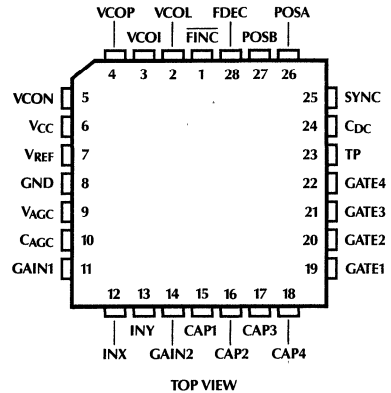 VCOP VCOL FDEC POSA
VCOI FINC POSB
4 3 2 1 28 27 26
VCON 5 25 SYNC
VCC 6 24 CDC
VREF 7 23 TP
GND 8 22 GATE4
VAGC 9 21 GATE3
CAGC 10 20 GATE2
GAIN1 11 19 GATE1
12 13 14 15 16 17 18
INY CAP1 CAP3
INX GAIN2 CAP2 CAP4
TOP VIEW